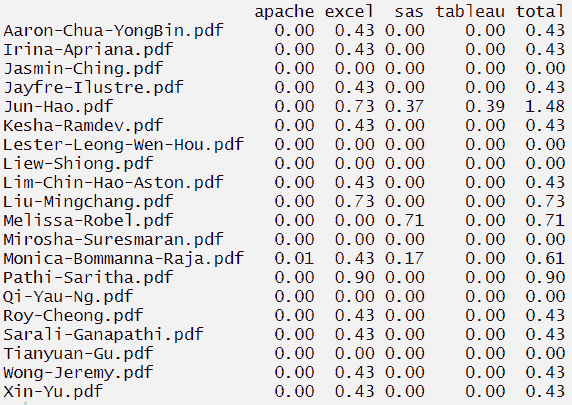 apache excel sas tableau total
Aaron-Chua-YongBin.pdf 0.00 0.43 0.00 0.00 0.43
Irina-Apriana.pdf 0.00 0.43 0.00 0.00 0.43
Jasmin-Ching.pdf 0.00 0.00 0.00 0.00 0.00
Jayfre-Ilustre.pdf 0.00 0.43 0.00 0.00 0.43
Jun-Hao.pdf 0.00 0.73 0.37 0.39 1.48
Kesha-Ramdev.pdf 0.00 0.43 0.00 0.00 0.43
Lester-Leong-Wen-Hou.pdf 0.00 0.00 0.00 0.00 0.00
Liew-Shiong.pdf 0.00 0.00 0.00 0.00 0.00
Lim-Chin-Hao-Aston.pdf 0.00 0.43 0.00 0.00 0.43
Liu-Mingchang.pdf 0.00 0.73 0.00 0.00 0.73
Melissa-Robel.pdf 0.00 0.00 0.71 0.00 0.71
Mirosha-Suresmaran.pdf 0.00 0.00 0.00 0.00 0.00
Monica-Bommanna-Raja.pdf 0.01 0.43 0.17 0.00 0.61
Pathi-Saritha.pdf 0.00 0.90 0.00 0.00 0.90
Qi-Yau-Ng.pdf 0.00 0.00 0.00 0.00 0.00
Roy-Cheong.pdf 0.00 0.43 0.00 0.00 0.43
Sarali-Ganapathi.pdf 0.00 0.43 0.00 0.00 0.43
Tianyuan-Gu.pdf 0.00 0.00 0.00 0.00 0.00
Wong-Jeremy.pdf 0.00 0.43 0.00 0.00 0.43
Xin-Yu.pdf 0.00 0.43 0.00 0.00 0.43